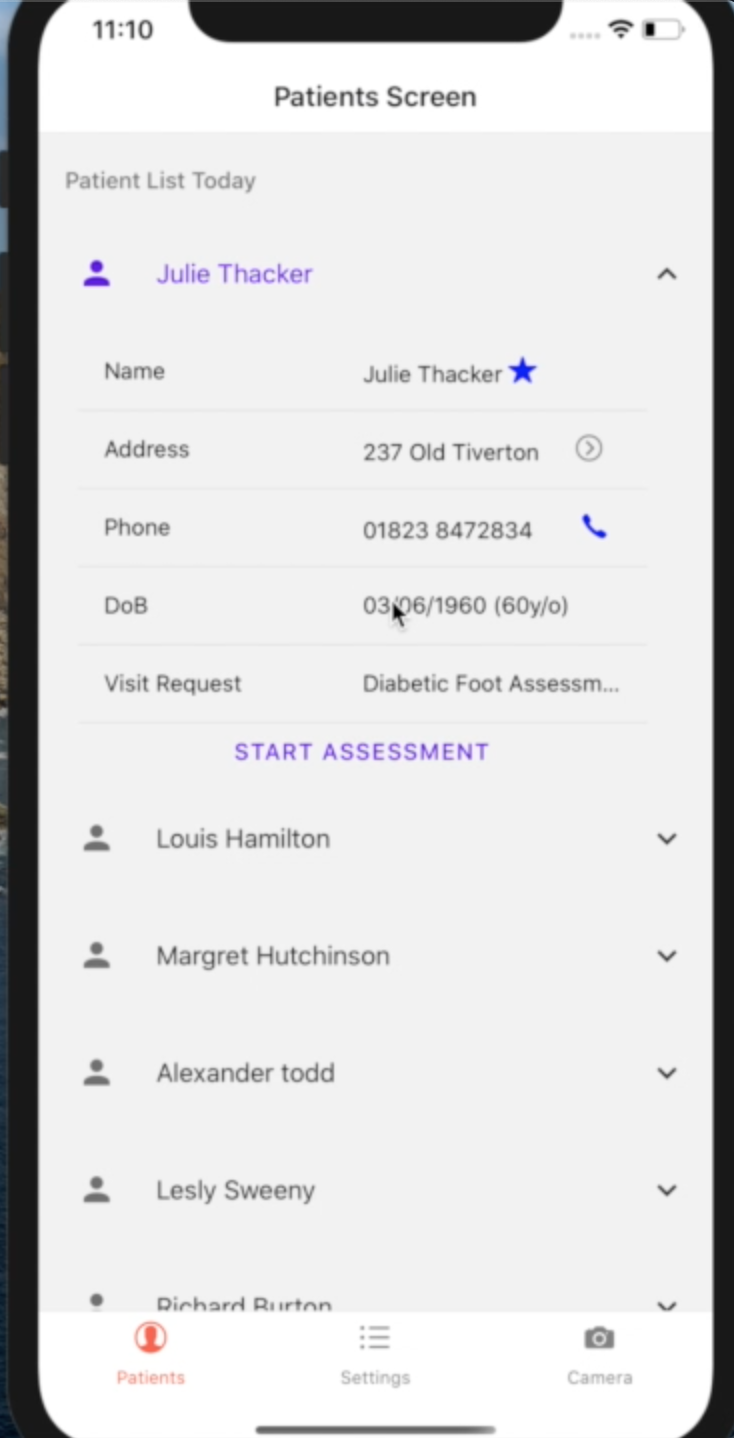 11:10
Patients Screen
Patient List Today
Julie Thacker
Name Julie Thacker
Address 237 Old Tiverton
Phone 01823 8472834
DoB 03/06/1960 (60y/o)
Visit Request Diabetic Foot Assessm...
START ASSESSMENT
Louis Hamilton
Margret Hutchinson
Alexander todd
Lesly Sweeny
Richard Burton
Patients Settings Camera